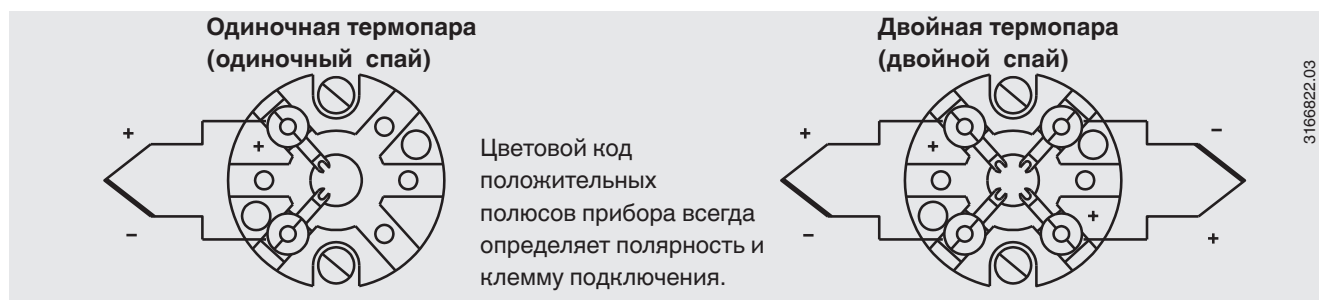 Одиночная термопара
(одиночный спай)
+
+
–
Цветовой код
положительных
полюсов прибора всегда
определяет полярность и
клемму подключения.
Двойная термопара
(двойной спай)
+
+
–
–
+
+
3166822.03